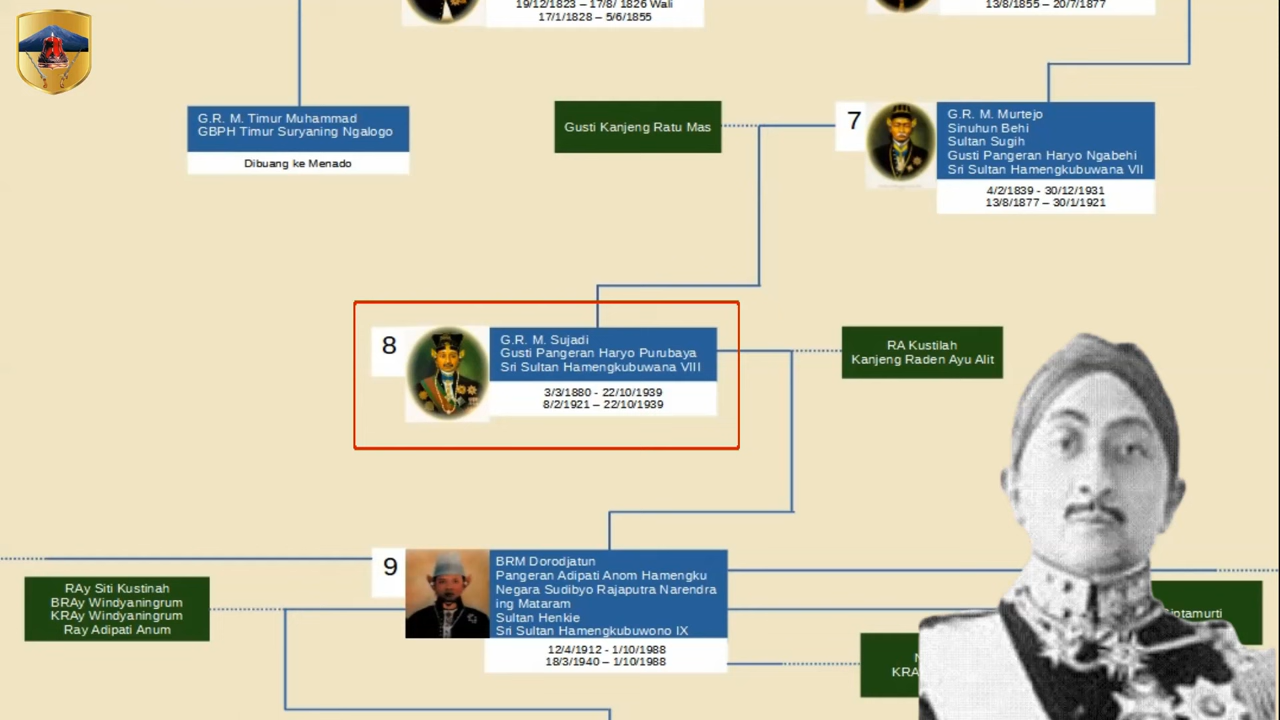 19/12/1823 – 17/8/ 1826 Wali
17/1/1828 – 5/6/1855
13/8/1855 – 20/7/1877
G.R. M. Timur Muhammad
GBPH Timur Suryaning Ngalogo
Dibuang ke Menado
Gusti Kanjeng Ratu Mas
7
G.R. M. Murtejo
Sinuhun Behi
Sultan Sugih
Gusti Pangeran Haryo Ngabehi
Sri Sultan Hamengkubuwana VII
4/2/1839 - 30/12/1931
13/8/1877 – 30/1/1921
8
G.R. M. Sujadi
Gusti Pangeran Haryo Purubaya
Sri Sultan Hamengkubuwana VIII
3/3/1880 - 22/10/1939
8/2/1921 – 22/10/1939
RA Kustilah
Kanjeng Raden Ayu Alit
9
BRM Dorodjatun
Pangeran Adipati Anom Hamengku
Negara Sudibyo Rajaputra Narendra
ing Mataram
Sultan Henkie
Sri Sultan Hamengkubuwono IX
12/4/1912 - 1/10/1988
18/3/1940 – 1/10/1988
RAy Siti Kustinah
BRAy Windyaningrum
KRAy Windyaningrum
Ray Adipati Anum
KRA